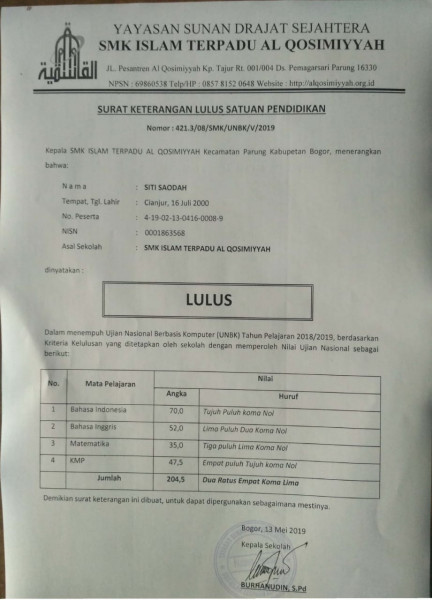 القاسمية
YAYASAN SUNAN DRAJAT SEJAHTERA
SMK ISLAM TERPADU AL QOSIMIYYAH
JL. Pesantren Al Qosimiyyah Kp. Tajur Rt. 001/004 Ds. Pemagarsari Parung 16330
NPSN : 69860538 Telp/HP : 0857 8152 0648 Website : http://alqosimiyyah.org.id
SURAT KETERANGAN LULUS SATUAN PENDIDIKAN
Nomor : 421.3/08/SMK/UNBK/V/2019
Kepala SMK ISLAM TERPADU AL QOSIMIYYAH Kecamatan Parung Kabupetan Bogor, menerangkan
bahwa:
N a m a : SITI SAODAH
Tempat, Tgl. Lahir : Cianjur, 16 Juli 2000
No. Peserta : 4-19-02-13-0416-0008-9
NISN : 0001863568
Asal Sekolah : SMK ISLAM TERPADU AL QOSIMIYYAH
dinyatakan :
LULUS
Dalam menempuh Ujian Nasional Berbasis Komputer (UNBK) Tahun Pelajaran 2018/2019, berdasarkan
Kriteria Kelulusan yang ditetapkan oleh sekolah dengan memperoleh Nilai Ujian Nasional sebagai
berikut:
No. Mata Pelajaran Nilai
Angka Huruf
1 Bahasa Indonesia 70,0 Tujuh Puluh koma Nol
2 Bahasa Inggris 52,0 Lima Puluh Dua Koma Nol
3 Matematika 35,0 Tiga puluh Lima Koma Nol
4 KMP 47,5 Empat puluh Tujuh koma Nol
Jumlah 204,5 Dua Ratus Empat Koma Lima
Demikian surat keterangan ini dibuat, untuk dapat dipergunakan sebagaimana mestinya.
Bogor, 13 Mei 2019
Kepala Sekolah
BURHANUDIN, S.Pd